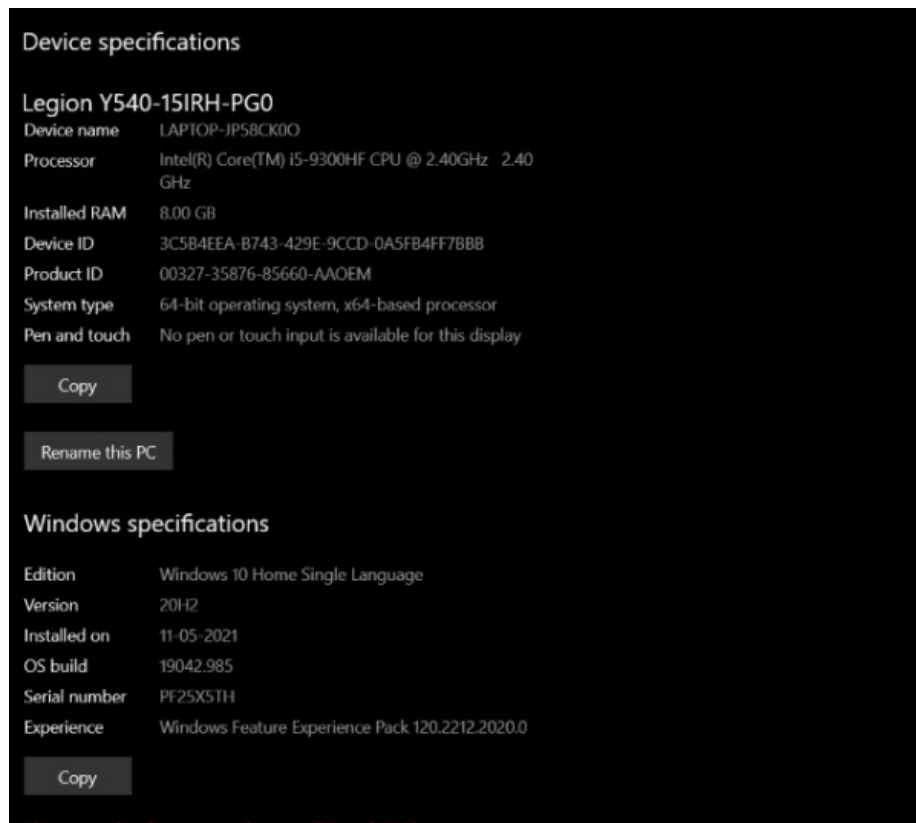 Device specifications
Legion Y540-15IRH-PG0
Device name LAPTOP-JP58CK0O
Processor Intel(R) Core(TM) i5-9300HF CPU @ 2.40GHz 2.40
GHz
Installed RAM 8.00 GB
Device ID 3C5B4EEA-B743-429E-9CCD-0A5FB4FF7BBB
Product ID 00327-35876-85660-AAOEM
System type 64-bit operating system, x64-based processor
Pen and touch No pen or touch input is available for this display
Copy
Rename this PC
Windows specifications
Edition Windows 10 Home Single Language
Version 20H2
Installed on 11-05-2021
OS build 19042.985
Serial number PF25X5TH
Experience Windows Feature Experience Pack 120.2212.2020.0
Copy